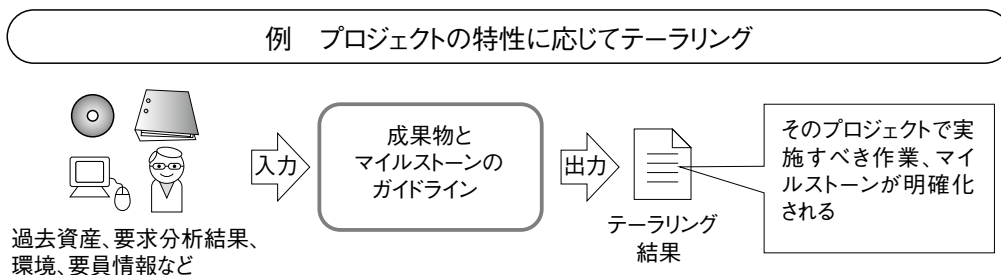 例 プロジェクトの特性に応じてテーラリング
入力
成果物と
マイルストーンの
ガイドライン
出力
そのプロジェクトで実
施すべき作業、マイ
ルストーンが明確化
される
テーラリング
結果
過去資産、要求分析結果、
環境、要員情報など